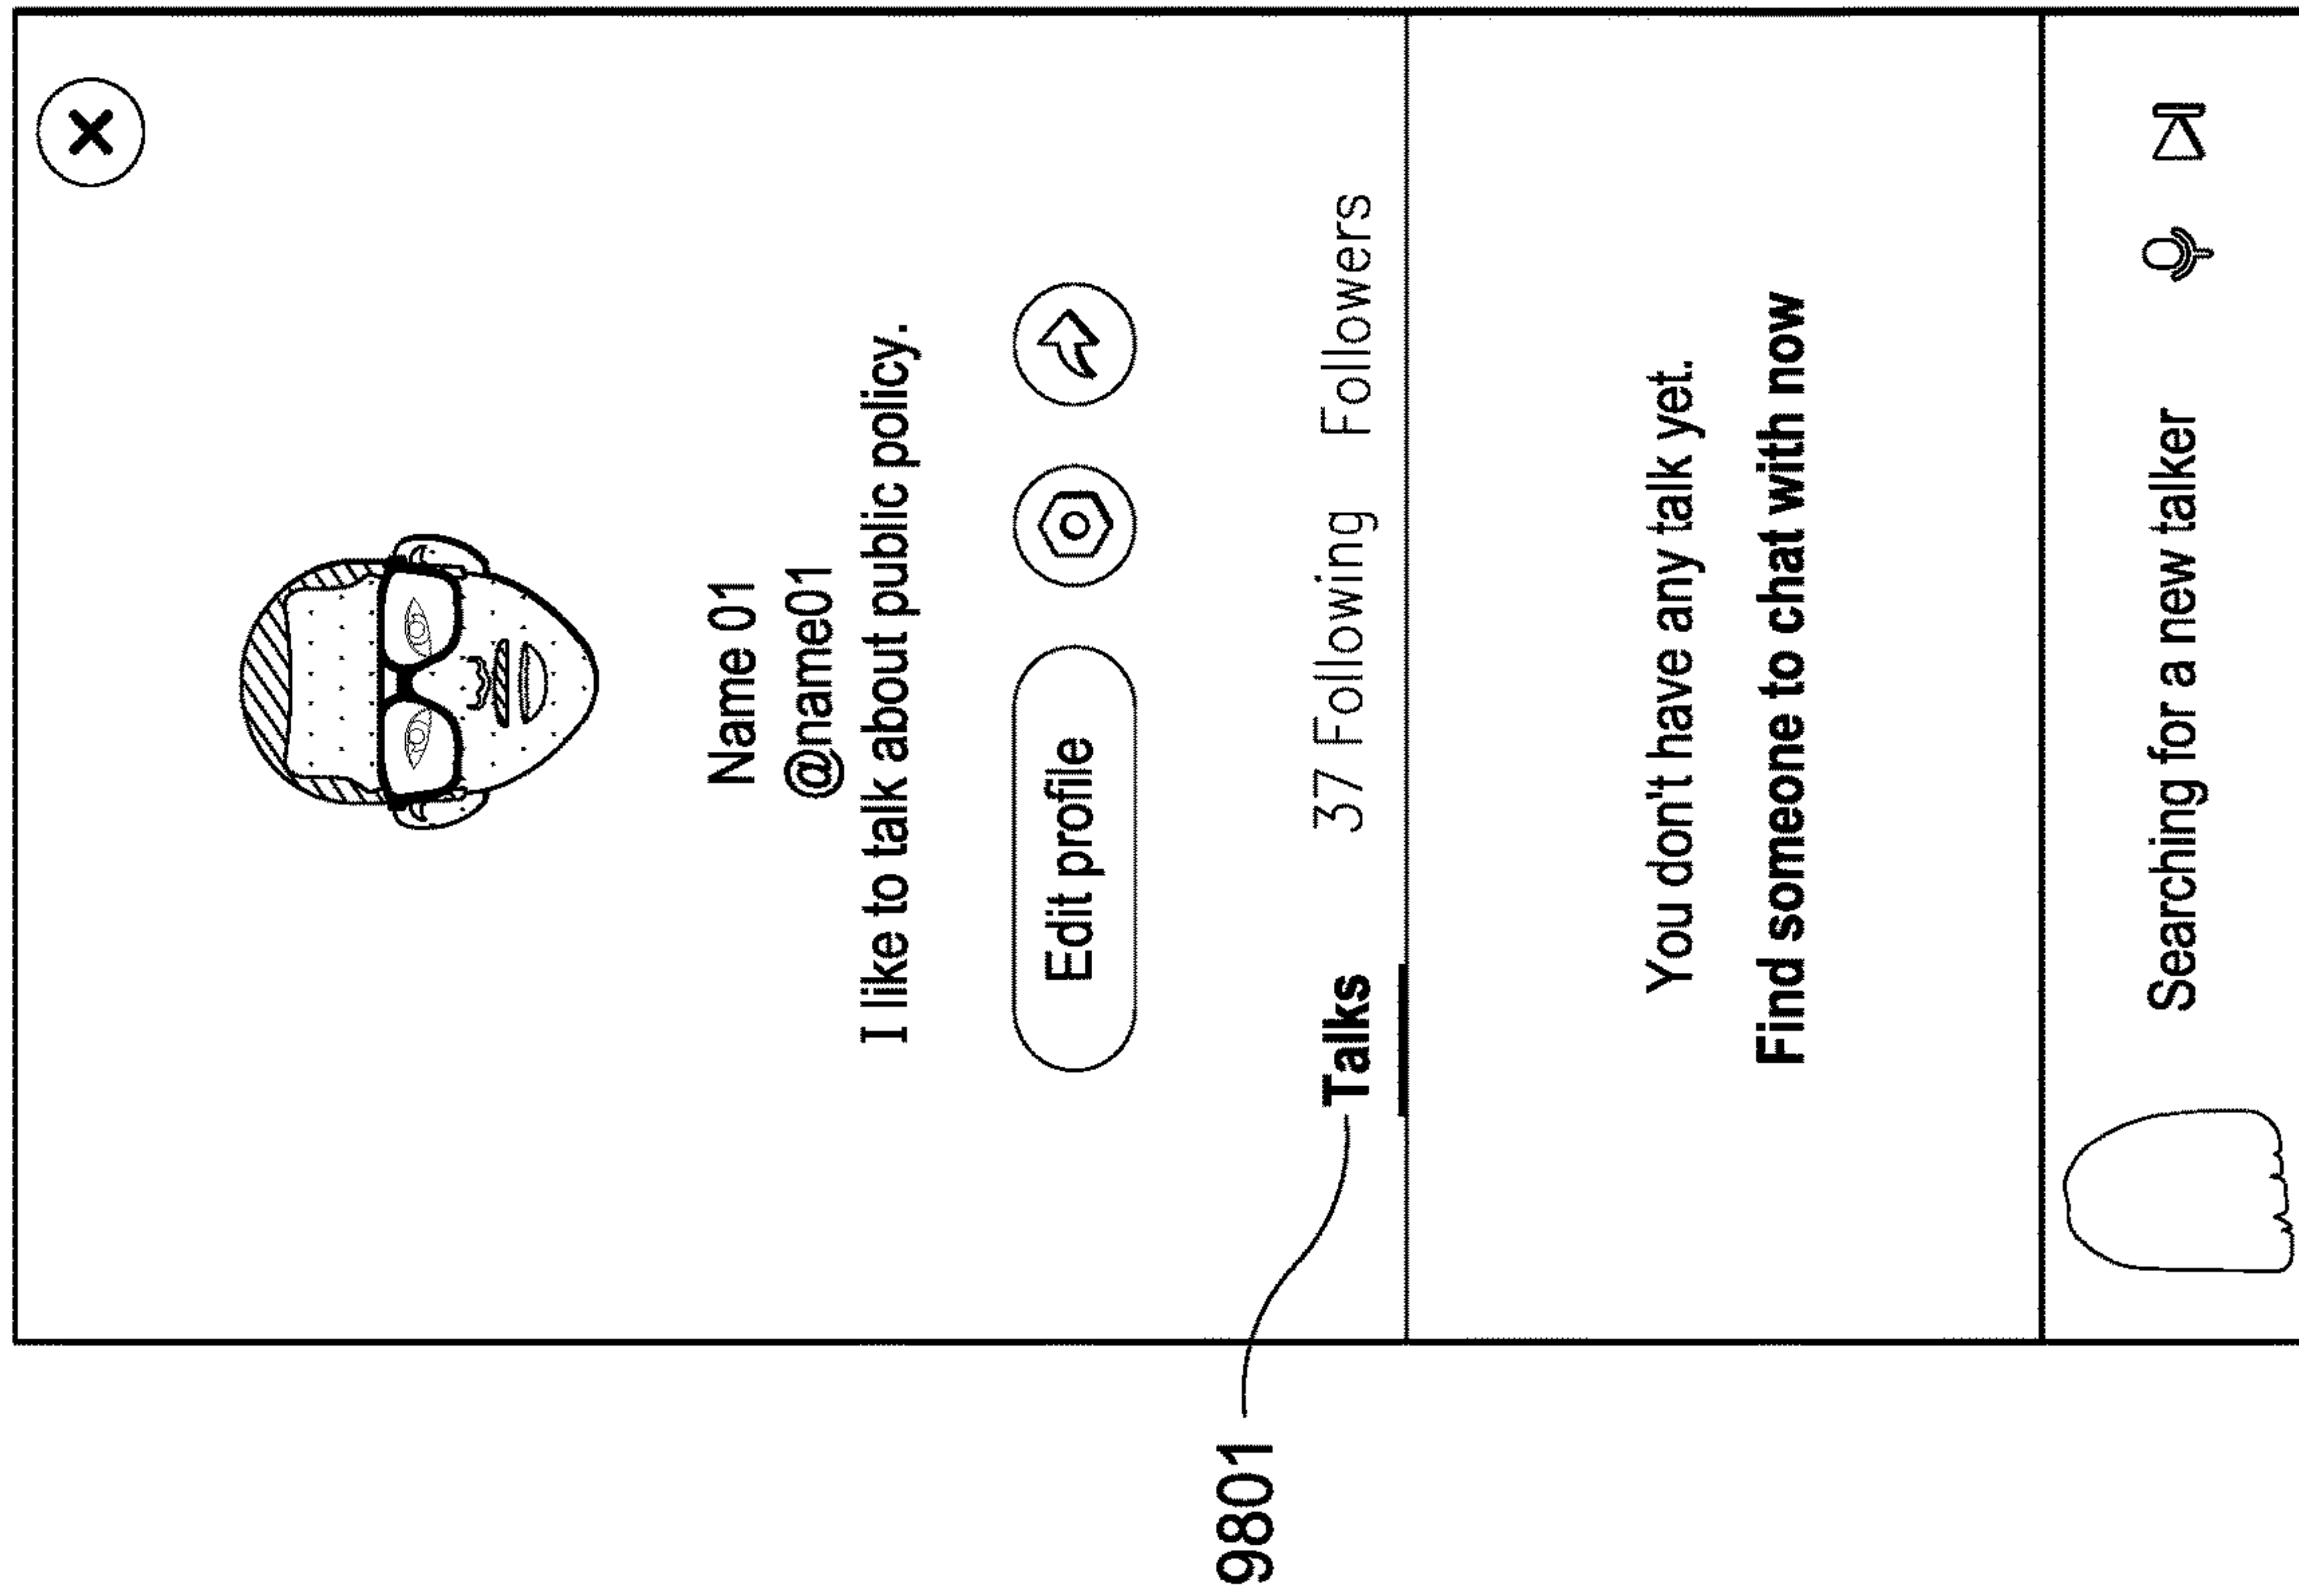 Name 01
@name01
I like to talk about public policy.
Edit profile
9801
Talks 37 Following Followers
You don't have any talk yet.
Find someone to chat with now
Searching for a new talker